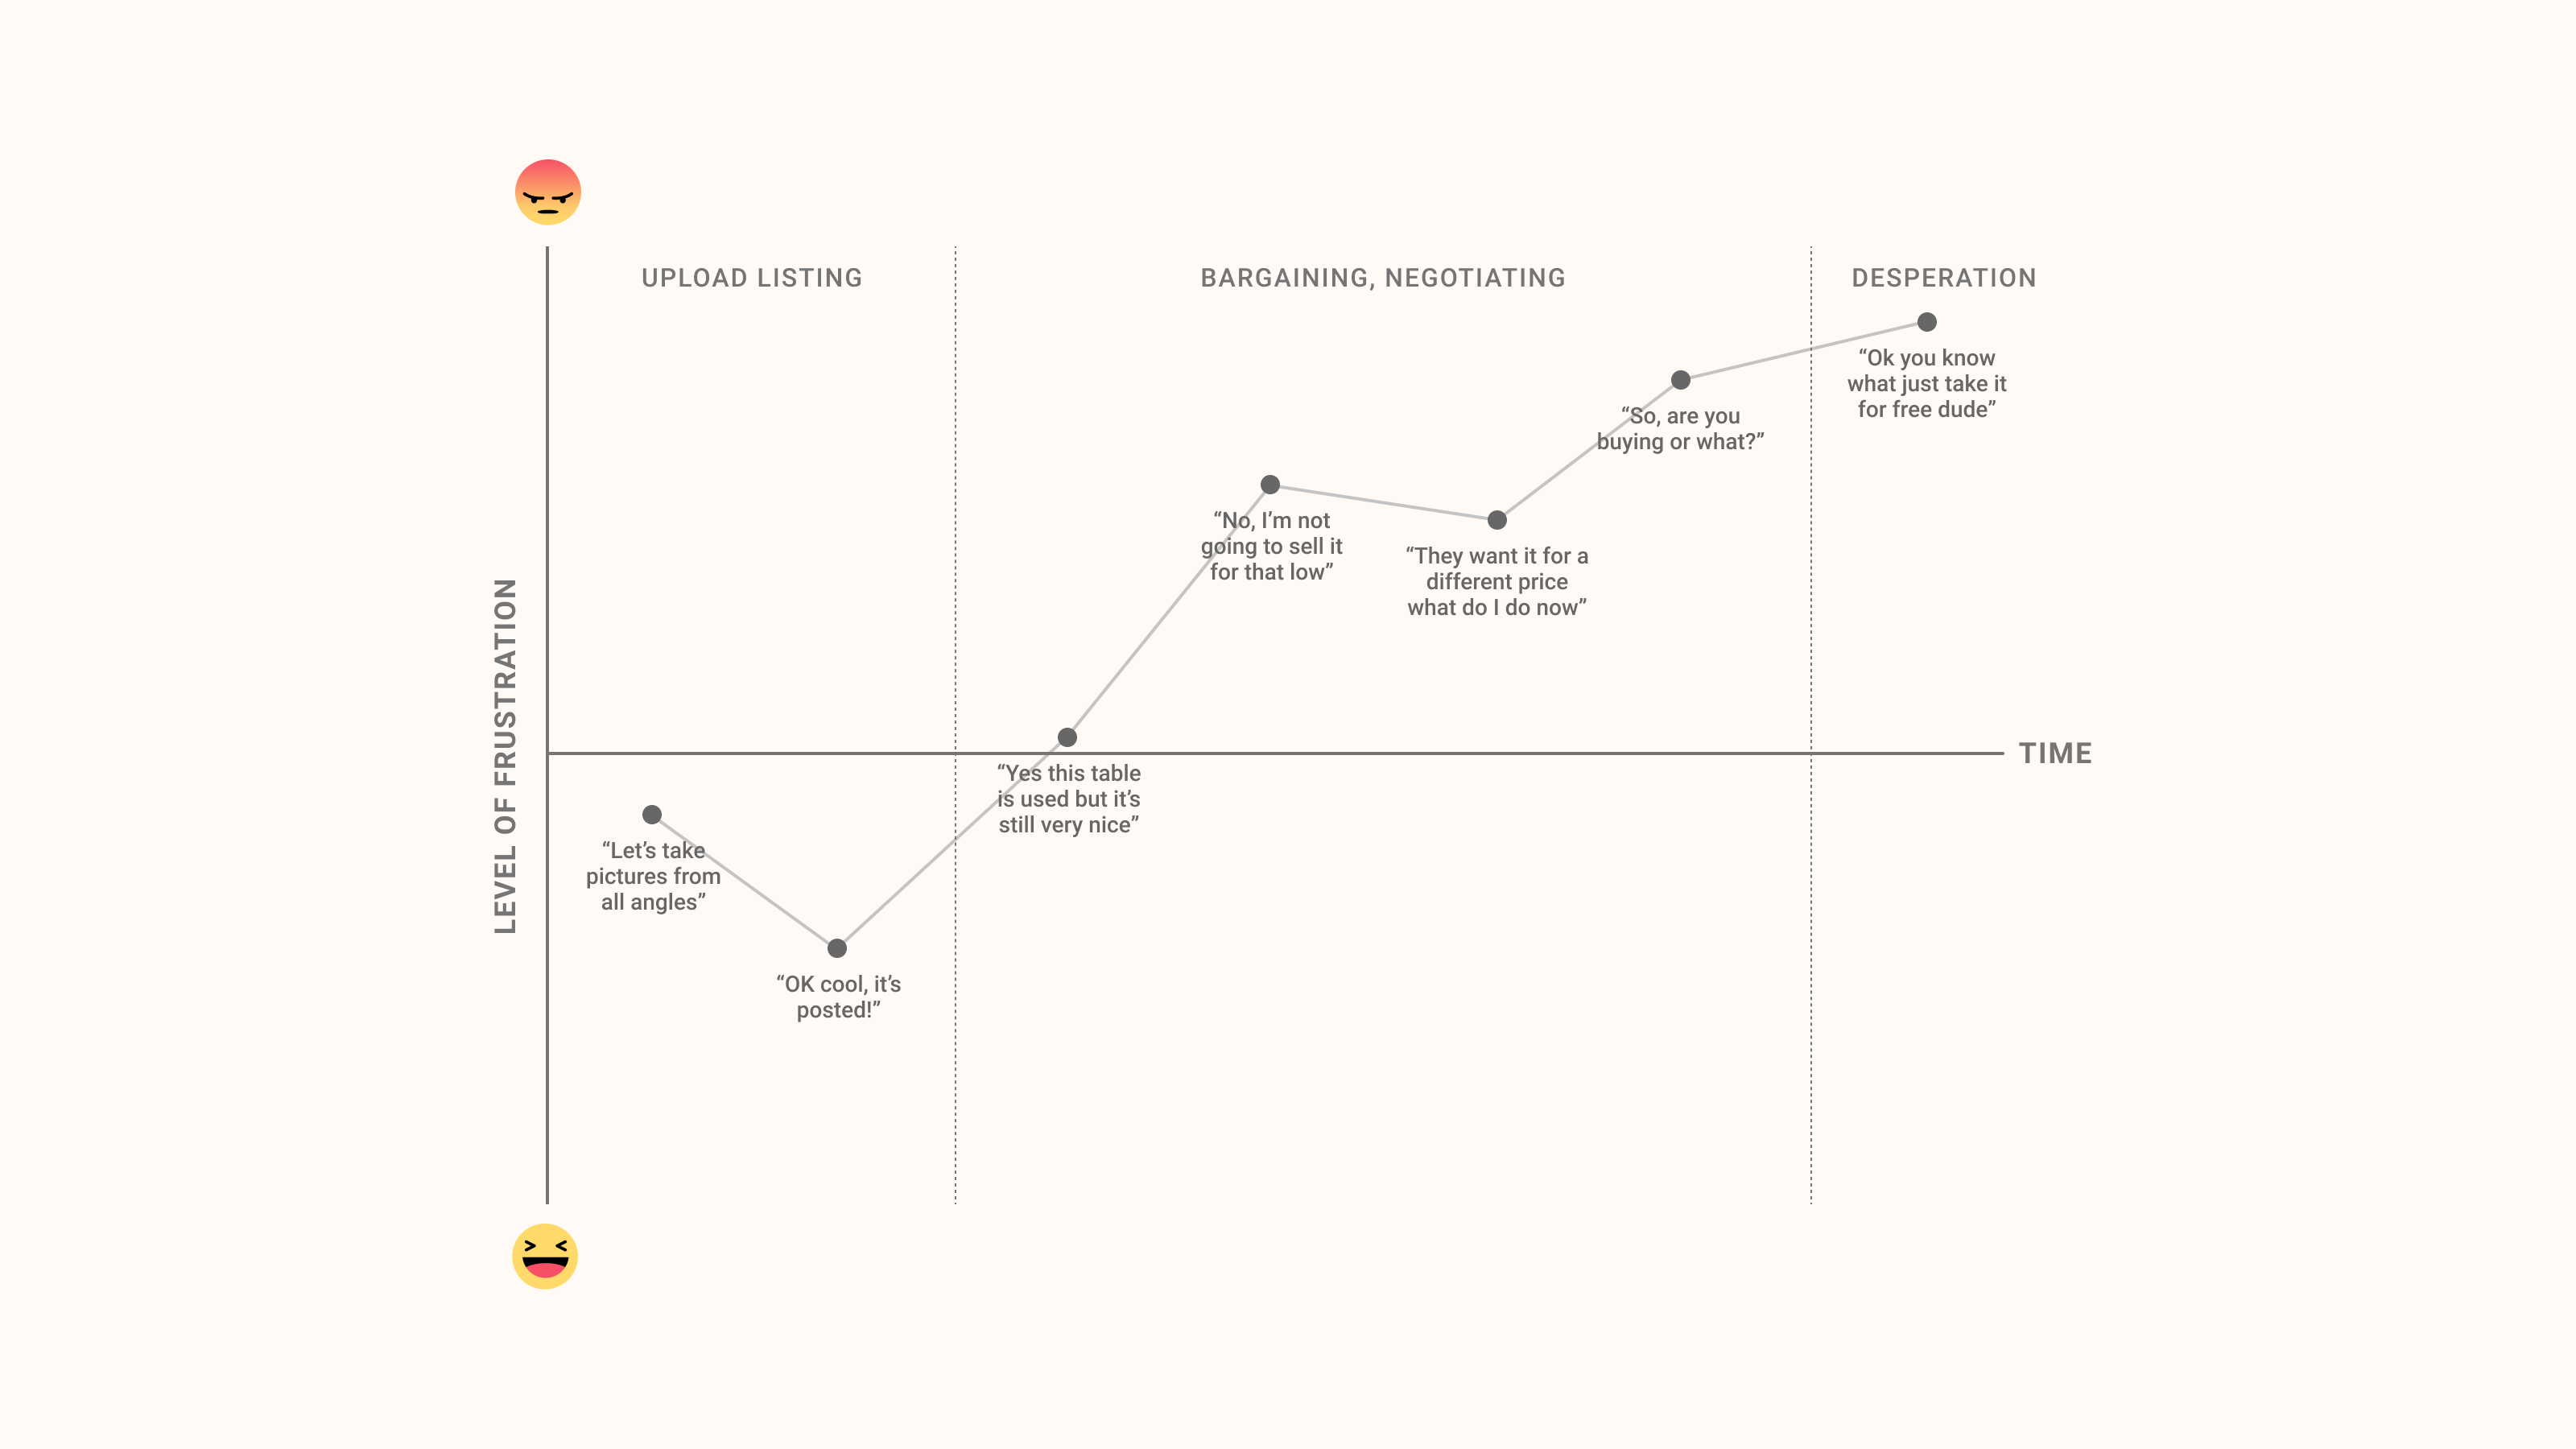 UPLOAD LISTING
BARGAINING, NEGOTIATING
DESPERATION
LEVEL OF FRUSTRATION
TIME
“Let’s take
pictures from
all angles”
“OK cool, it’s
posted!”
“Yes this table
is used but it’s
still very nice”
“No, I’m not
going to sell it
for that low”
“They want it for a
different price
what do I do now”
“So, are you
buying or what?”
“Ok you know
what just take it
for free dude”